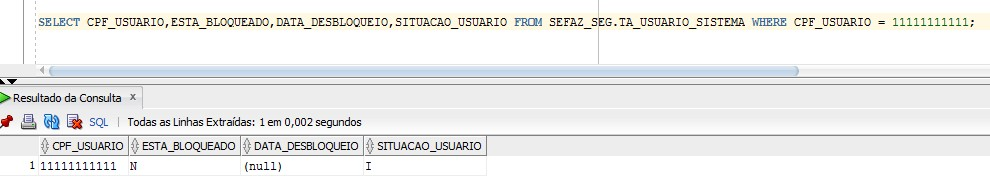 SELECT CPF_USUARIO,ESTA_BLOQUEADO,DATA_DESBLOQUEIO,SITUACAO_USUARIO FROM SEFAZ_SEG.TA_USUARIO_SISTEMA WHERE CPF_USUARIO = 11111111111;
Resultado da Consulta x
SQL | Todas as Linhas Extraídas: 1 em 0,002 segundos
CPF_USUARIO ESTA_BLOQUEADO DATA_DESBLOQUEIO SITUACAO_USUARIO
1 11111111111 N (null) I